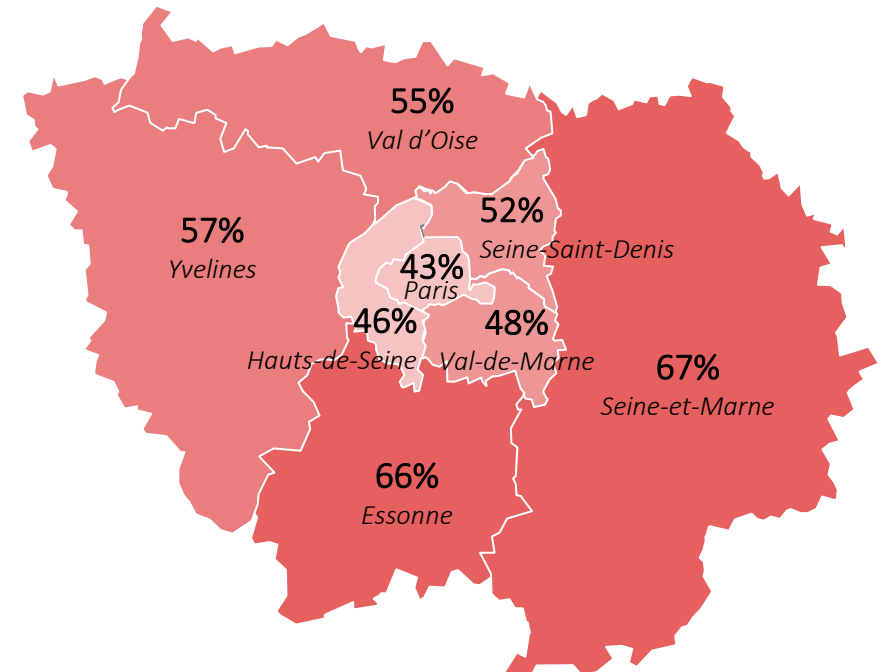 55%
Val d’Oise
52%
Seine-Saint-Denis
57%
Yvelines
43%
Paris
46%
Hauts-de-Seine
48%
Val-de-Marne
67%
Seine-et-Marne
66%
Essonne